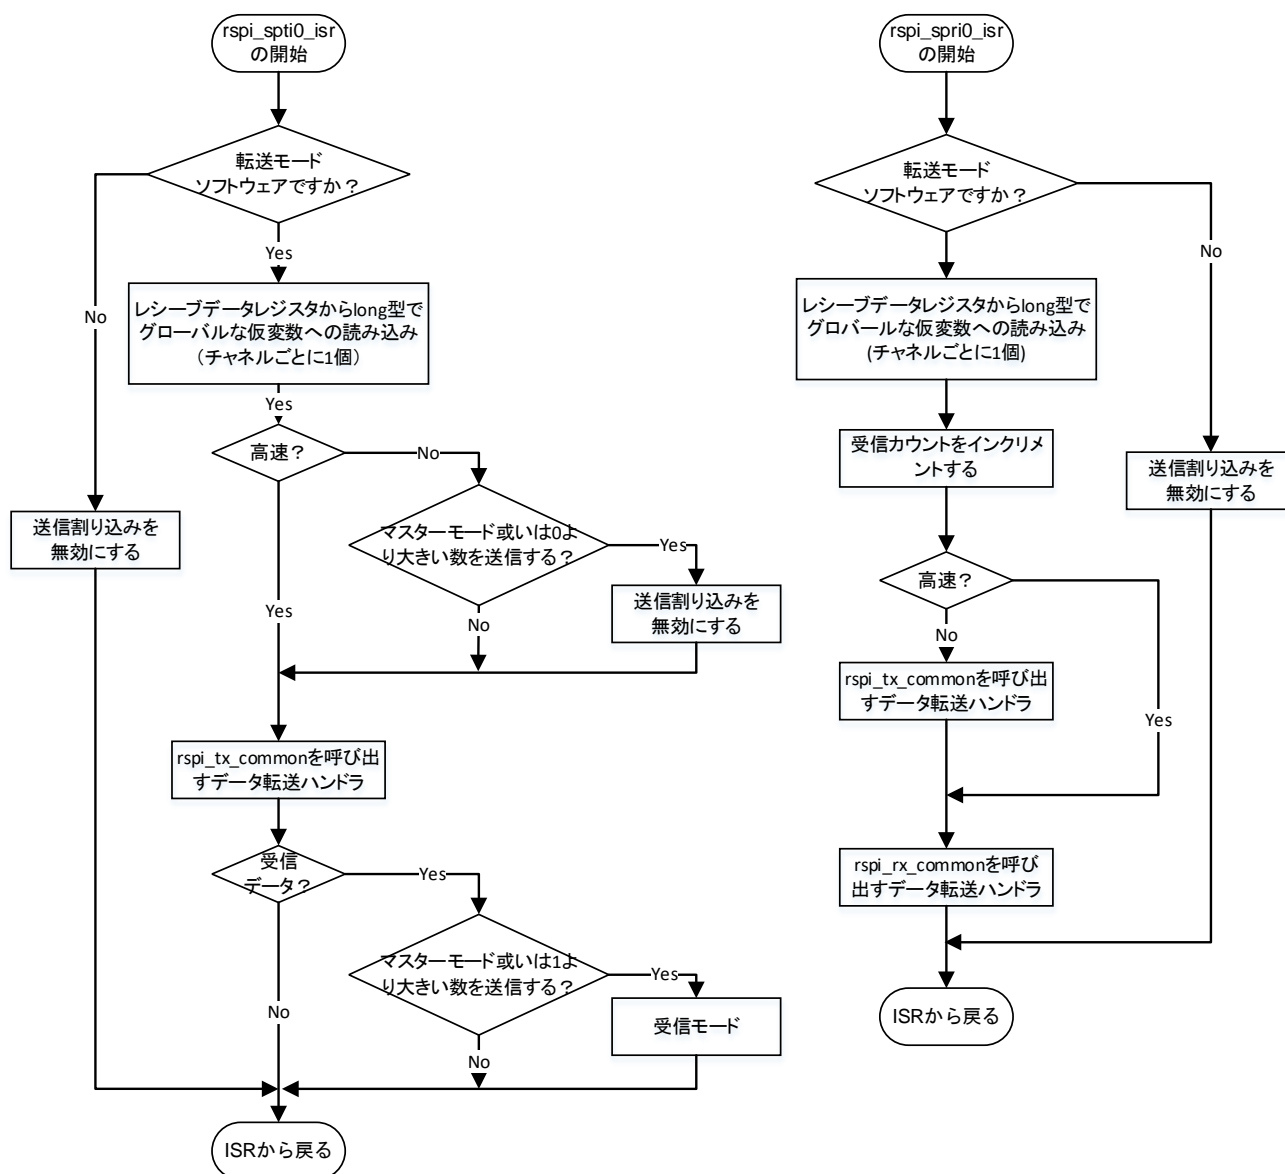 rspi_spti0_isr
の開始
転送モード
ソフトウェアですか？
Yes
No
レシーブデータレジスタからlong型で
グローバルな仮変数への読み込み
（チャネルごとに1個）
Yes
高速？
No
マスターモード或いは0よ
り大きい数を送信する？
Yes
送信割り込みを
無効にする
送信割り込みを
無効にする
Yes
No
rspi_tx_commonを呼び出
すデータ転送ハンドラ
受信
データ？
Yes
マスターモード或いは1よ
り大きい数を送信する？
Yes
受信モード
No
No
ISRから戻る
rspi_spri0_isr
の開始
転送モード
ソフトウェアですか？
No
レシーブデータレジスタからlong型で
グロバールな仮変数への読み込み
(チャネルごとに1個)
受信カウントをインクリメ
ントする
送信割り込みを
無効にする
高速？
No
rspi_tx_commonを呼び出
すデータ転送ハンドラ
Yes
rspi_rx_commonを呼び
出すデータ転送ハンドラ
ISRから戻る